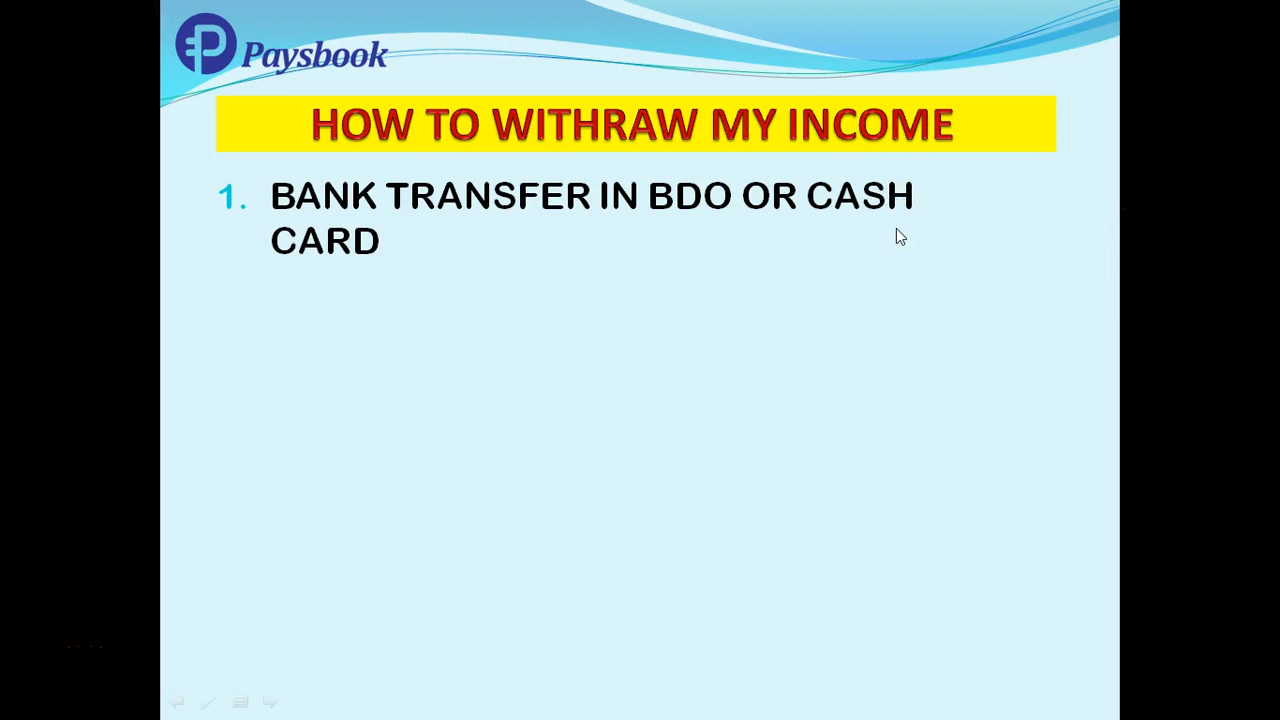 Paysbook
HOW TO WITHRAW MY INCOME
1. BANK TRANSFER IN BDO OR CASH
CARD